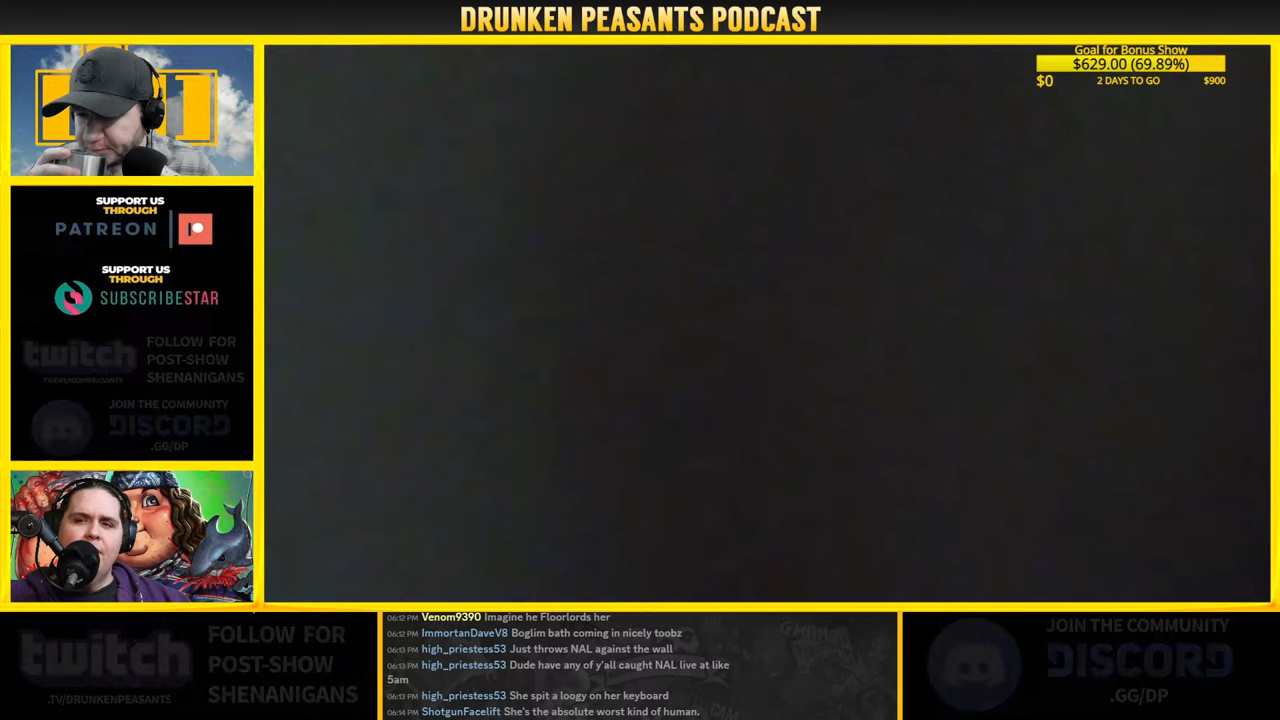 DRUNKEN PEASANTS PODCAST
Goal for Bonus Show
$629.00 (69.89%)
$0 2 DAYS TO GO $900
SUPPORT US
THROUGH
PATREON
SUPPORT US
THROUGH
SUBSCRIBESTAR
twitch
.TV/DRUNKENPEASANTS
FOLLOW FOR
POST-SHOW
SHENANIGANS
JOIN THE COMMUNITY
DISCORD
.GG/DP
06:12 PM Venom9390 Imagine he Floorlords her
06:12 PM ImmortanDaveV8 Boglim bath coming in nicely toobz
06:13 PM high_priestess53 Just throws NAL against the wall
06:13 PM high_priestess53 Dude have any of y'all caught NAL live at like
5am
06:13 PM high_priestess53 She spit a loogy on her keyboard
06:14 PM ShotgunFacelift She's the absolute worst kind of human.
twitch
.TV/DRUNKENPEASANTS
FOLLOW FOR
POST-SHOW
SHENANIGANS
GMAN
JOIN THE COMMUNITY
DISCORD
.GG/DP